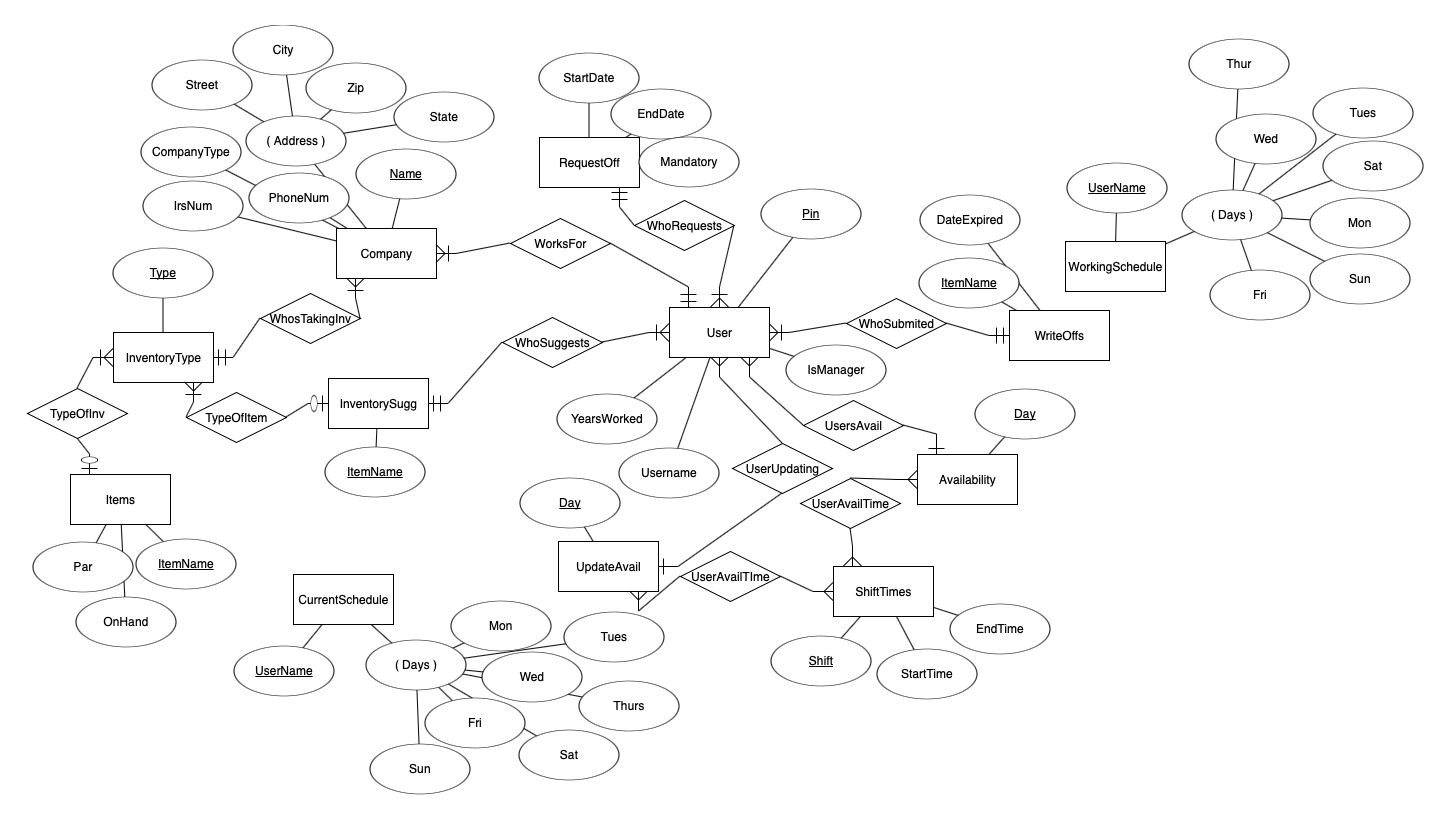 City
Thur
StartDate
Street
Zip
EndDate
Tues
State
( Address )
Wed
CompanyType
RequestOff
Mandatory
Sat
Name
UserName
PhoneNum
IrsNum
Pin
( Days )
DateExpired
WhoRequests
Mon
WorksFor
Company
WorkingSchedule
Type
ItemName
Sun
Fri
WhosTakingInv
WhoSubmited
User
WriteOffs
WhoSuggests
InventoryType
IsManager
InventorySugg
TypeOfInv
TypeOfItem
YearsWorked
UsersAvail
Day
ItemName
Username
UserUpdating
Availability
Items
Day
UserAvailTime
Par
ItemName
UpdateAvail
UserAvailTIme
ShiftTimes
CurrentSchedule
OnHand
Mon
Tues
EndTime
UserName
( Days )
Wed
Shift
StartTime
Thurs
Fri
Sat
Sun